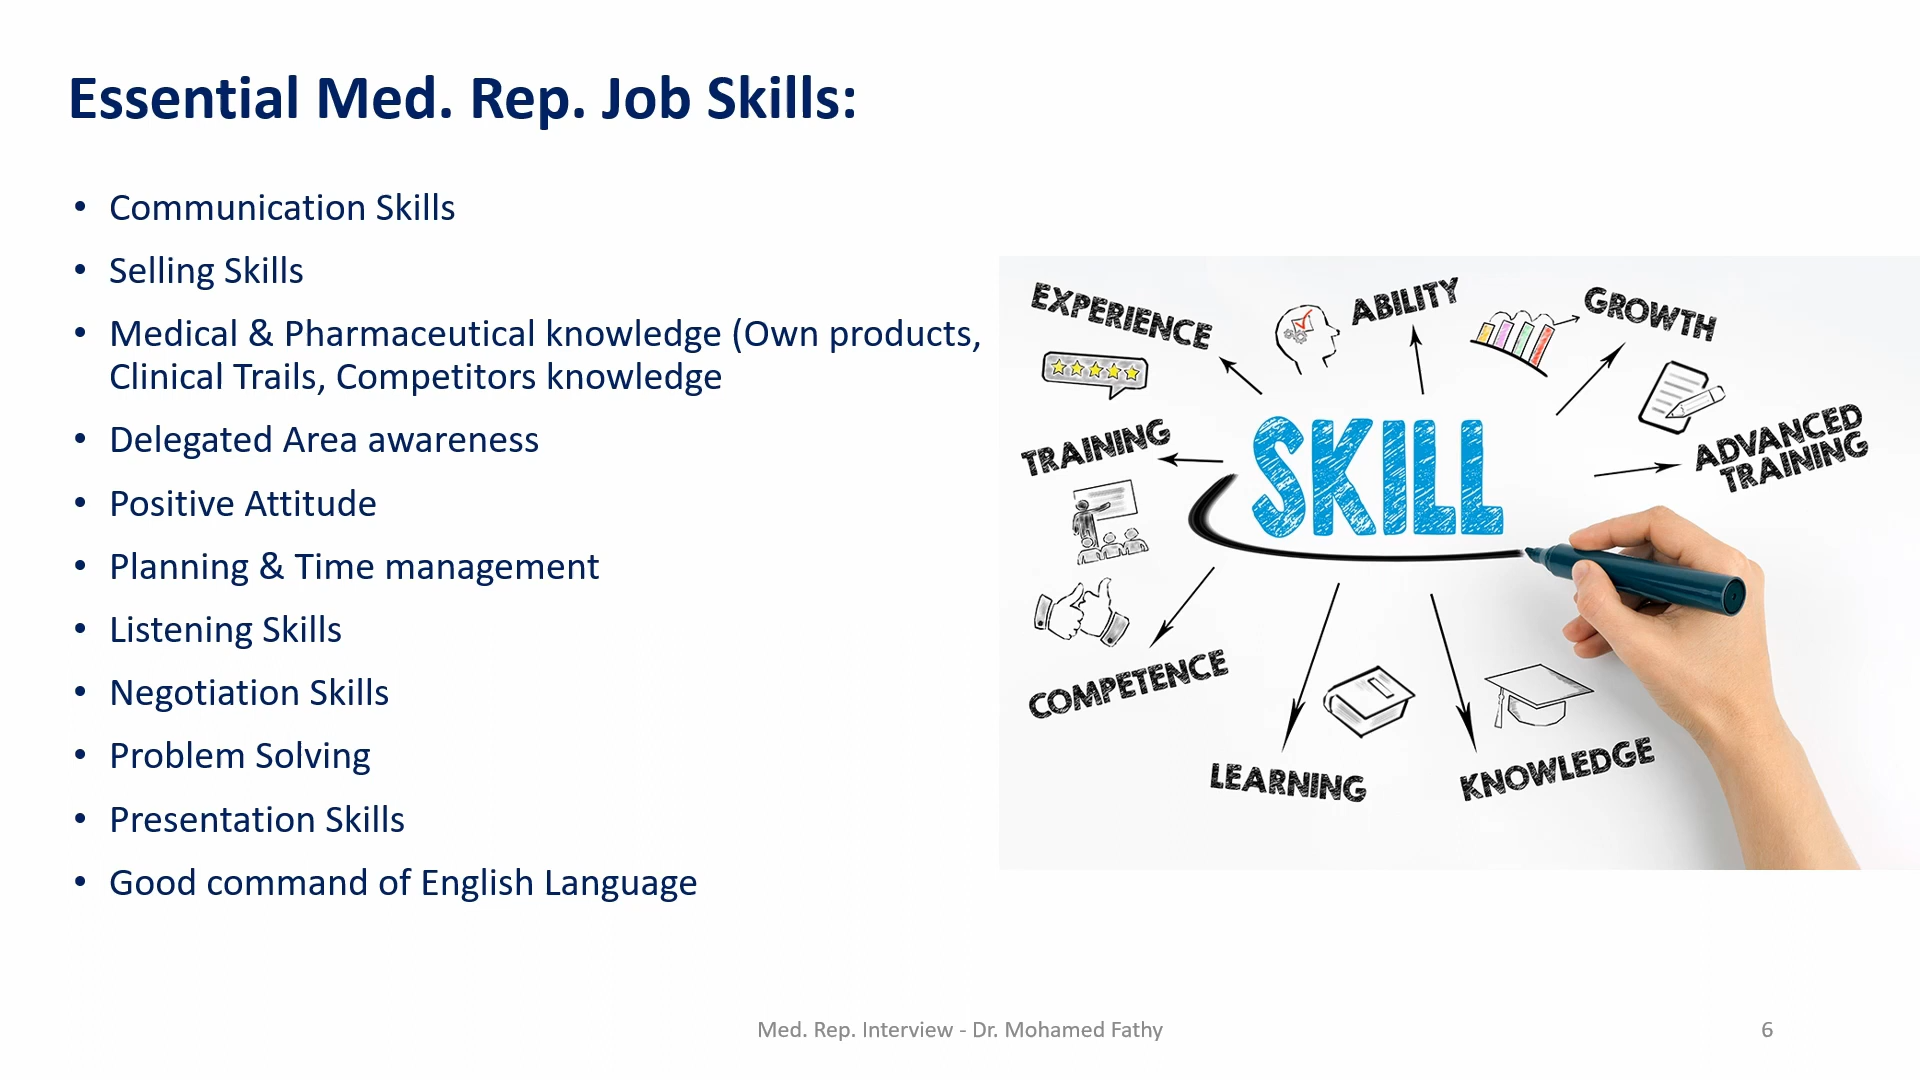 Essential Med. Rep. Job Skills:
• Communication Skills
• Selling Skills
• Medical & Pharmaceutical knowledge (Own products,
Clinical Trails, Competitors knowledge
• Delegated Area awareness
• Positive Attitude
• Planning & Time management
• Listening Skills
• Negotiation Skills
• Problem Solving
• Presentation Skills
• Good command of English Language
EXPERIENCE
ABILITY
GROWTH
TRAINING
SKILL
ADVANCED
TRAINING
COMPETENCE
LEARNING
KNOWLEDGE
Med. Rep. Interview - Dr. Mohamed Fathy
6